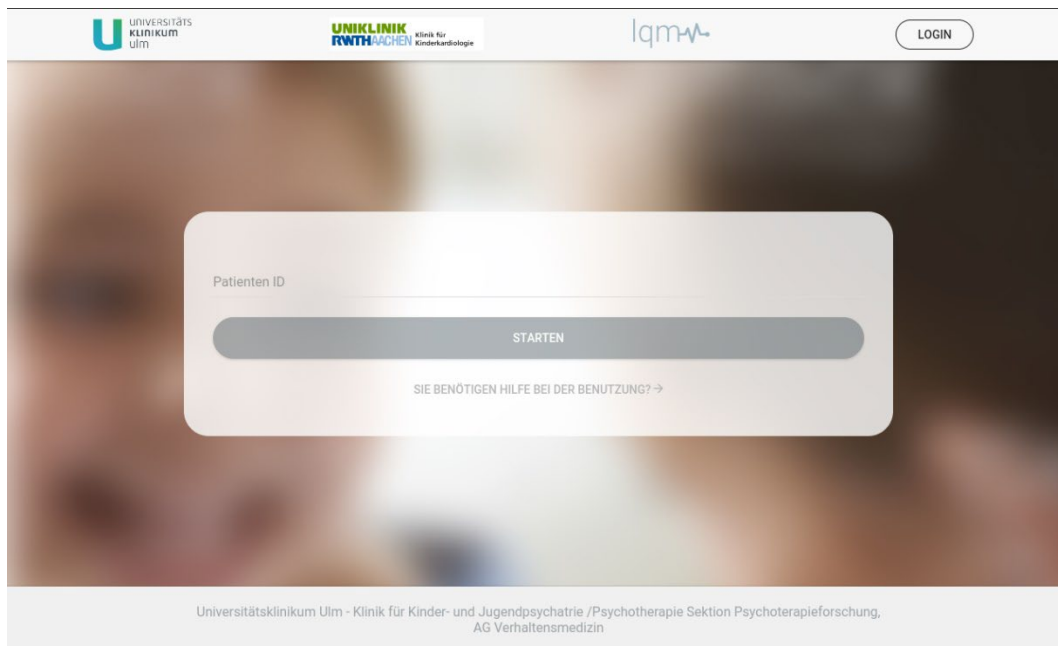 UNIVERSITÄTS
KLINIKUM
ulm
UNIKLINIK
RWTHAACHEN
Klinik für
Kinderkardiologie
lqm
LOGIN
Patienten ID
STARTEN
SIE BENÖTIGEN HILFE BEI DER BENUTZUNG? →
Universitätsklinikum Ulm - Klinik für Kinder- und Jugendpsychatrie /Psychotherapie Sektion Psychoterapieforschung,
AG Verhaltensmedizin